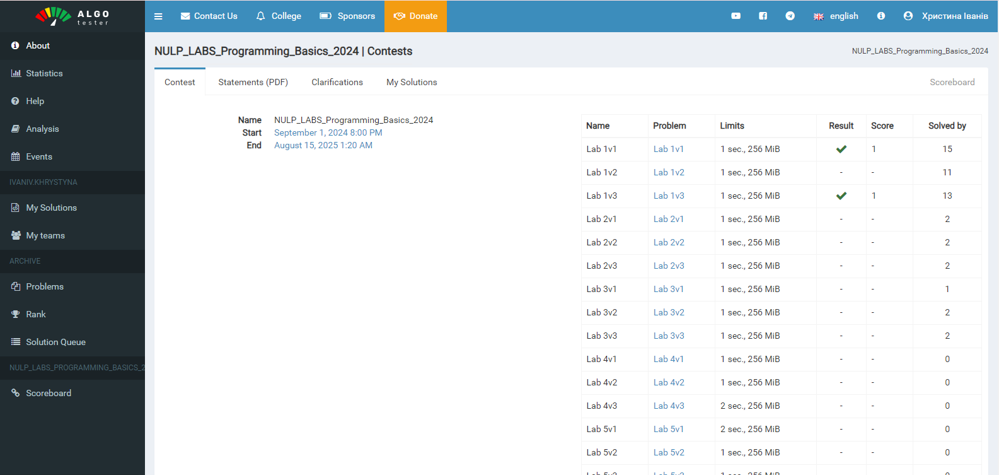 ALGO
tester
Contact Us
College
Sponsors
Donate
english
Христина Іванів
About
Statistics
Help
Analysis
Events
IVANIV.KHRYSTYNA
My Solutions
My teams
ARCHIVE
Problems
Rank
Solution Queue
NULP_LABS_PROGRAMMING_BASICS_2
Scoreboard
NULP_LABS_Programming_Basics_2024 | Contests
NULP_LABS_Programming_Basics_2024
Contest Statements (PDF) Clarifications My Solutions Scoreboard
Name NULP_LABS_Programming_Basics_2024
Start September 1, 2024 8:00 PM
End August 15, 2025 1:20 AM
Name Problem Limits Result Score Solved by
Lab 1v1 Lab 1v1 1 sec., 256 MiB 1 15
Lab 1v2 Lab 1v2 1 sec., 256 MiB - - 11
Lab 1v3 Lab 1v3 1 sec., 256 MiB 1 13
Lab 2v1 Lab 2v1 1 sec., 256 MiB - - 2
Lab 2v2 Lab 2v2 1 sec., 256 MiB - - 2
Lab 2v3 Lab 2v3 1 sec., 256 MiB - - 2
Lab 3v1 Lab 3v1 1 sec., 256 MiB - - 1
Lab 3v2 Lab 3v2 1 sec., 256 MiB - - 2
Lab 3v3 Lab 3v3 1 sec., 256 MiB - - 2
Lab 4v1 Lab 4v1 1 sec., 256 MiB - - 0
Lab 4v2 Lab 4v2 1 sec., 256 MiB - - 0
Lab 4v3 Lab 4v3 2 sec., 256 MiB - - 0
Lab 5v1 Lab 5v1 2 sec., 256 MiB - - 0
Lab 5v2 Lab 5v2 1 sec., 256 MiB - - 0
Lab 5v3 Lab 5v3 1 sec., 256 MiB - - 0